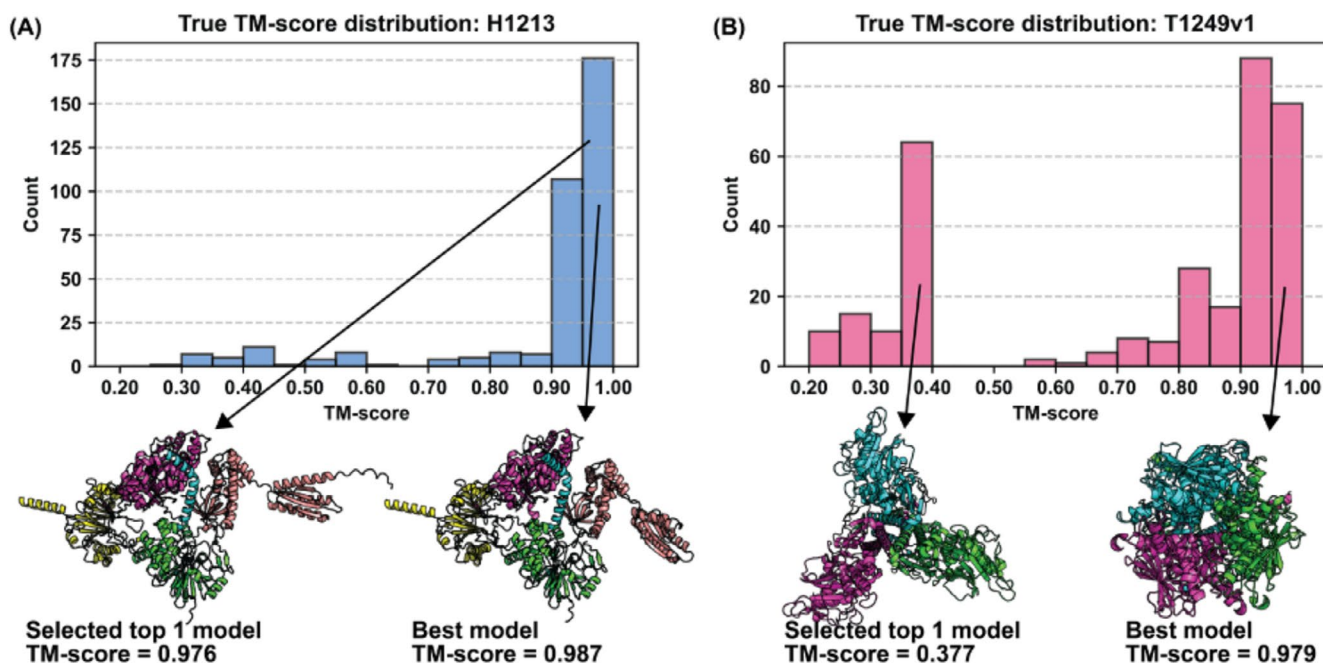 (A) True TM-score distribution: H1213
175
150
125
100
75
50
25
0
Count
0.20 0.30 0.40 0.50 0.60 0.70 0.80 0.90 1.00
TM-score
Selected top 1 model
TM-score = 0.976
Best model
TM-score = 0.987
(B) True TM-score distribution: T1249v1
80
60
40
20
0
Count
0.20 0.30 0.40 0.50 0.60 0.70 0.80 0.90 1.00
TM-score
Selected top 1 model
TM-score = 0.377
Best model
TM-score = 0.979